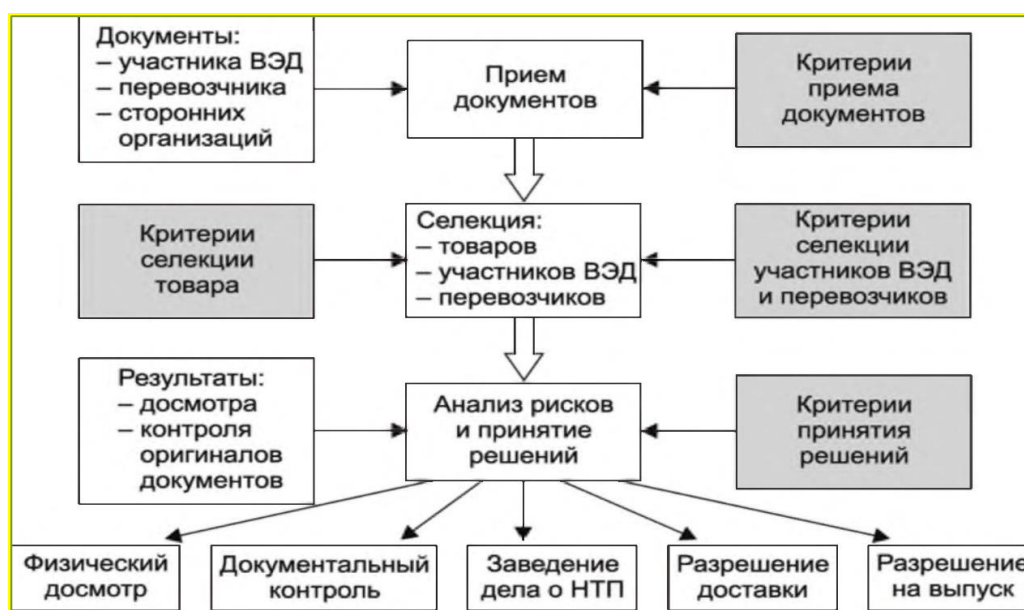 Документы:
– участника ВЭД
– перевозчника
– сторонних
организаций
Прием
документов
Критерии
приема
документов
Критерии
селекции
товара
Селекция:
– товаров
– участников ВЭД
– перевозчиков
Критерии
селекции
участников ВЭД
и перевозчиков
Результаты:
– досмотра
– контроля
оригиналов
документов
Анализ рисков
и принятие
решений
Критерии
принятия
решений
Физический
досмотр
Документальный
контроль
Заведение
дела о НТП
Разрешение
доставки
Разрешение
на выпуск